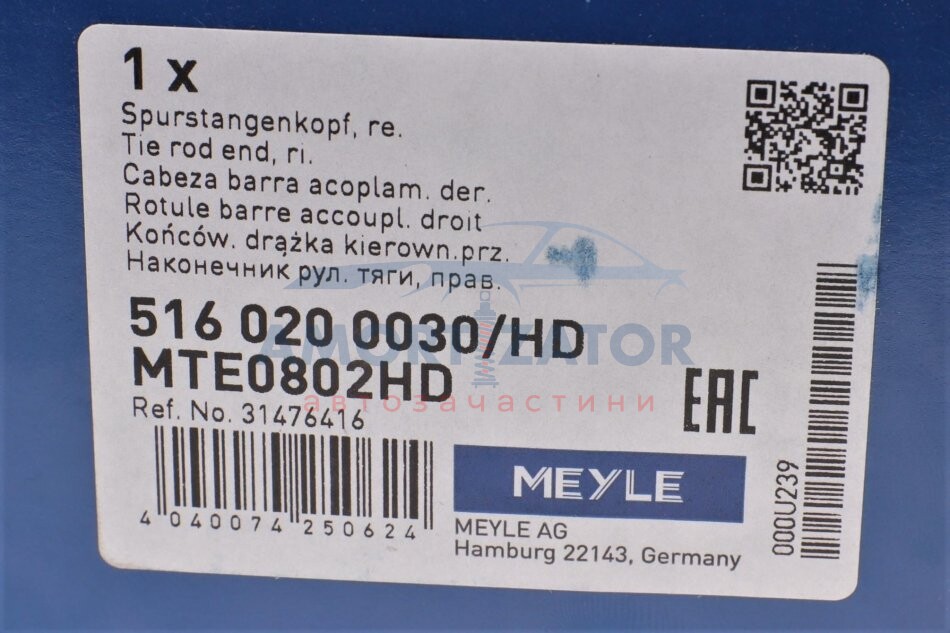 1 x
Spurstangenkopf, re.
Tie rod end, ri.
Cabeza barra acoplam. der.
Rotule barre accoupl. droit
Końców. drążka kierown.prz.
Наконечник рул. тяги, прав.
516 020 0030/HD
AMORTIZATOR
MTE0802HD
автозачастини
EAC
Ref. No. 31476416
4 040074 250624
MEYLE
MEYLE AG
Hamburg 22143, Germany
000U239